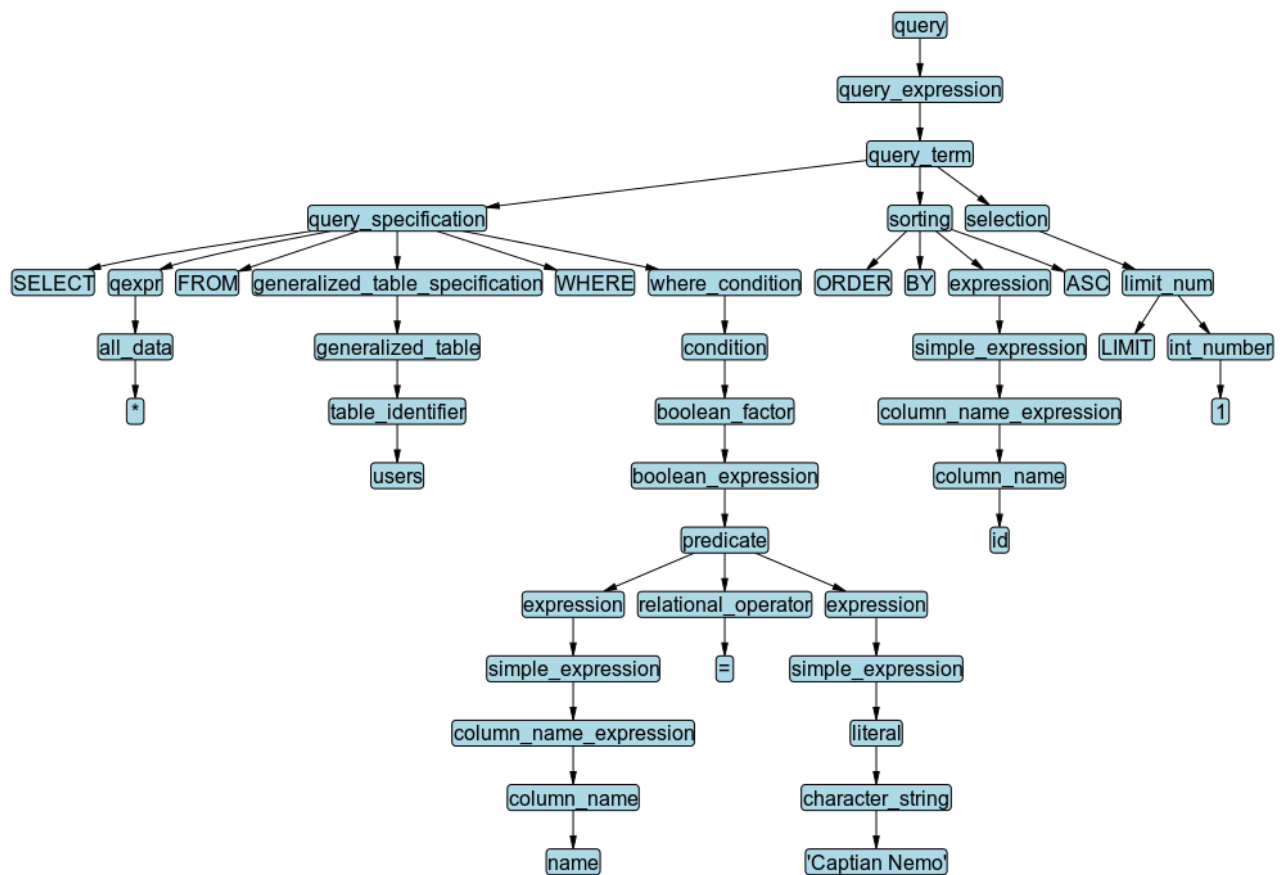 query
query_expression
query_term
query_specification sorting selection
SELECT qexpr FROM generalized_table_specification WHERE where_condition ORDER BY expression ASC limit_num
all_data generalized_table condition simple_expression LIMIT int_number
* table_identifier boolean_factor column_name_expression 1
users boolean_expression column_name
predicate id
expression relational_operator expression
simple_expression = simple_expression
column_name_expression literal
column_name character_string
name 'Captian Nemo'